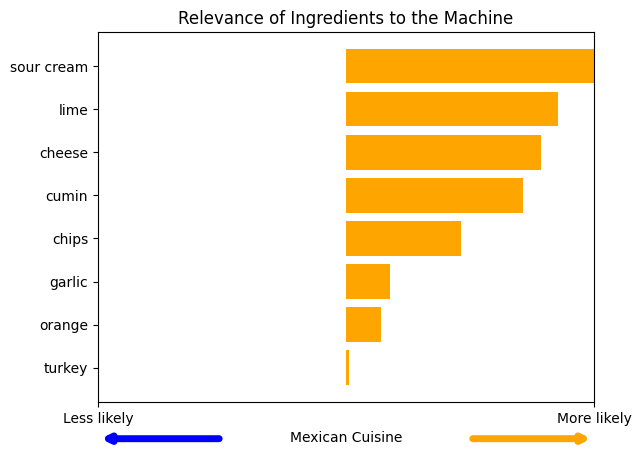 Relevance of Ingredients to the Machine
sour cream
lime
cheese
cumin
chips
garlic
orange
turkey
Less likely
More likely
Mexican Cuisine